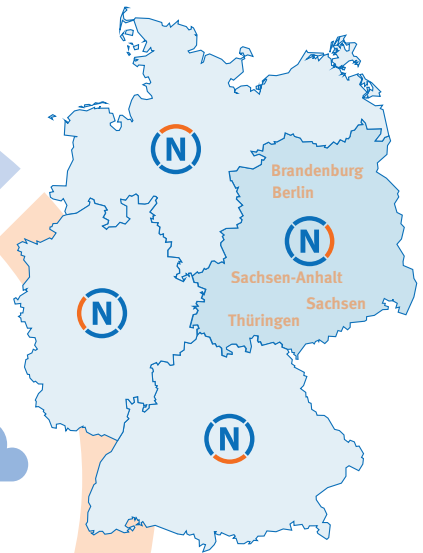 N
Brandenburg
Berlin
N
Sachsen-Anhalt
Sachsen
Thüringen
N
N